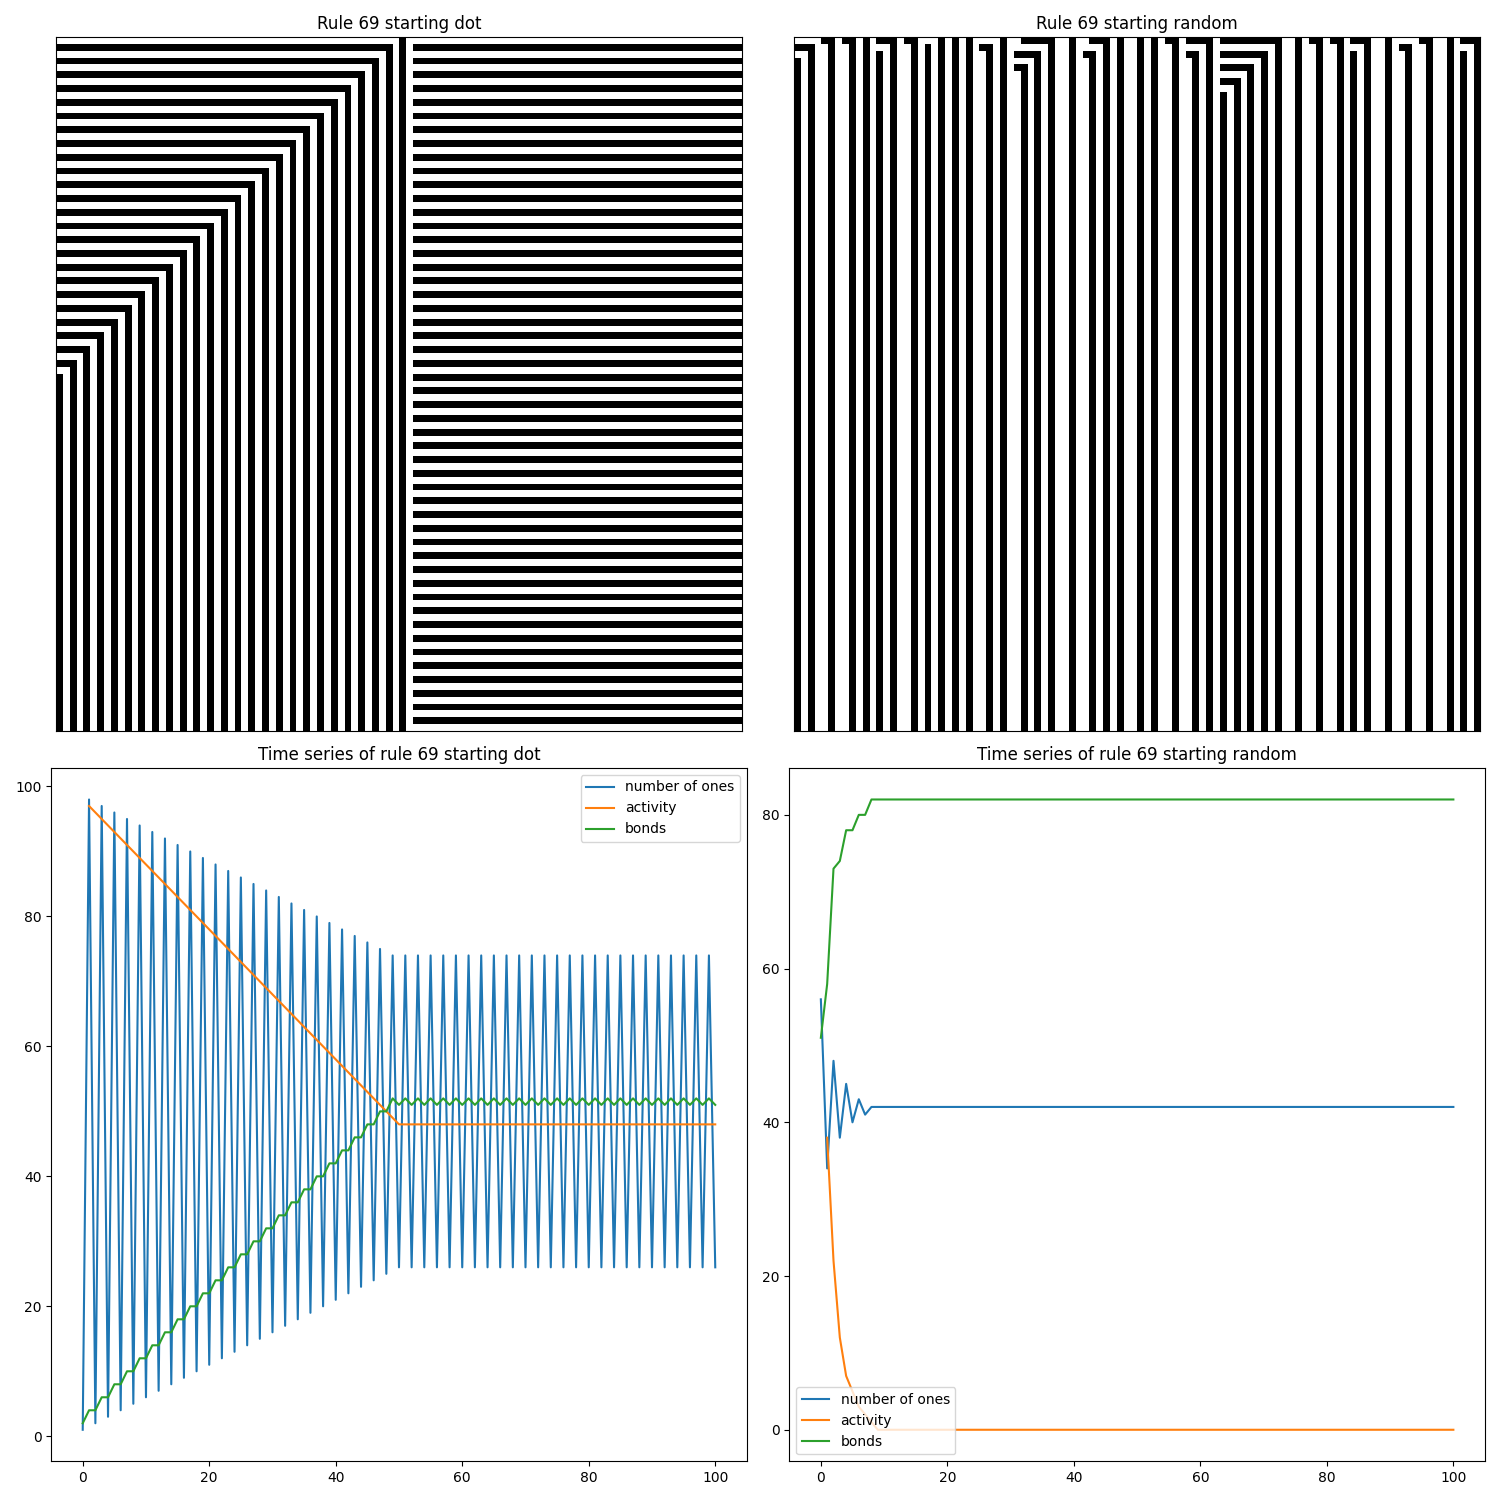 Rule 69 starting dot
Rule 69 starting random
Time series of rule 69 starting dot
100
80
60
40
20
0
0 20 40 60 80 100
number of ones
activity
bonds
Time series of rule 69 starting random
80
60
40
20
0
0 20 40 60 80 100
number of ones
activity
bonds